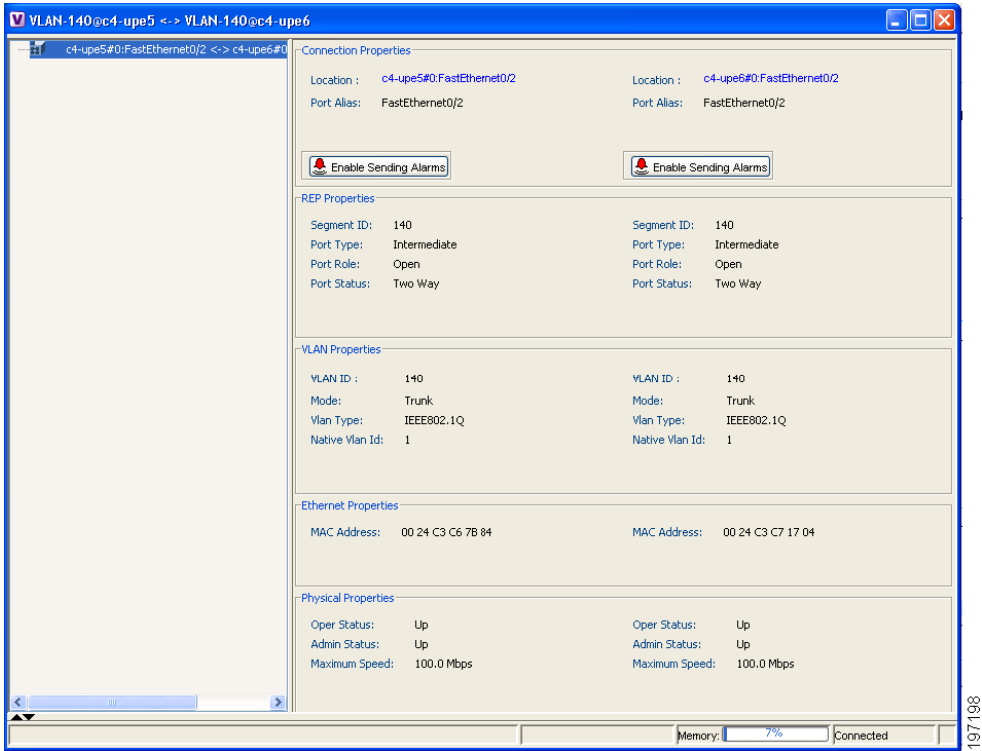 VLAN-140@c4-upe5 <-> VLAN-140@c4-upe6
c4-upe5#0:FastEthernet0/2 <-> c4-upe6#0
Connection Properties
Location : c4-upe5#0:FastEthernet0/2 Location : c4-upe6#0:FastEthernet0/2
Port Alias: FastEthernet0/2 Port Alias: FastEthernet0/2
Enable Sending Alarms Enable Sending Alarms
REP Properties
Segment ID: 140 Segment ID: 140
Port Type: Intermediate Port Type: Intermediate
Port Role: Open Port Role: Open
Port Status: Two Way Port Status: Two Way
VLAN Properties
VLAN ID : 140 VLAN ID : 140
Mode: Trunk Mode: Trunk
Vlan Type: IEEE802.1Q Vlan Type: IEEE802.1Q
Native Vlan Id: 1 Native Vlan Id: 1
Ethernet Properties
MAC Address: 00 24 C3 C6 7B 84 MAC Address: 00 24 C3 C7 17 04
Physical Properties
Oper Status: Up Oper Status: Up
Admin Status: Up Admin Status: Up
Maximum Speed: 100.0 Mbps Maximum Speed: 100.0 Mbps
Memory: 7% Connected
197198